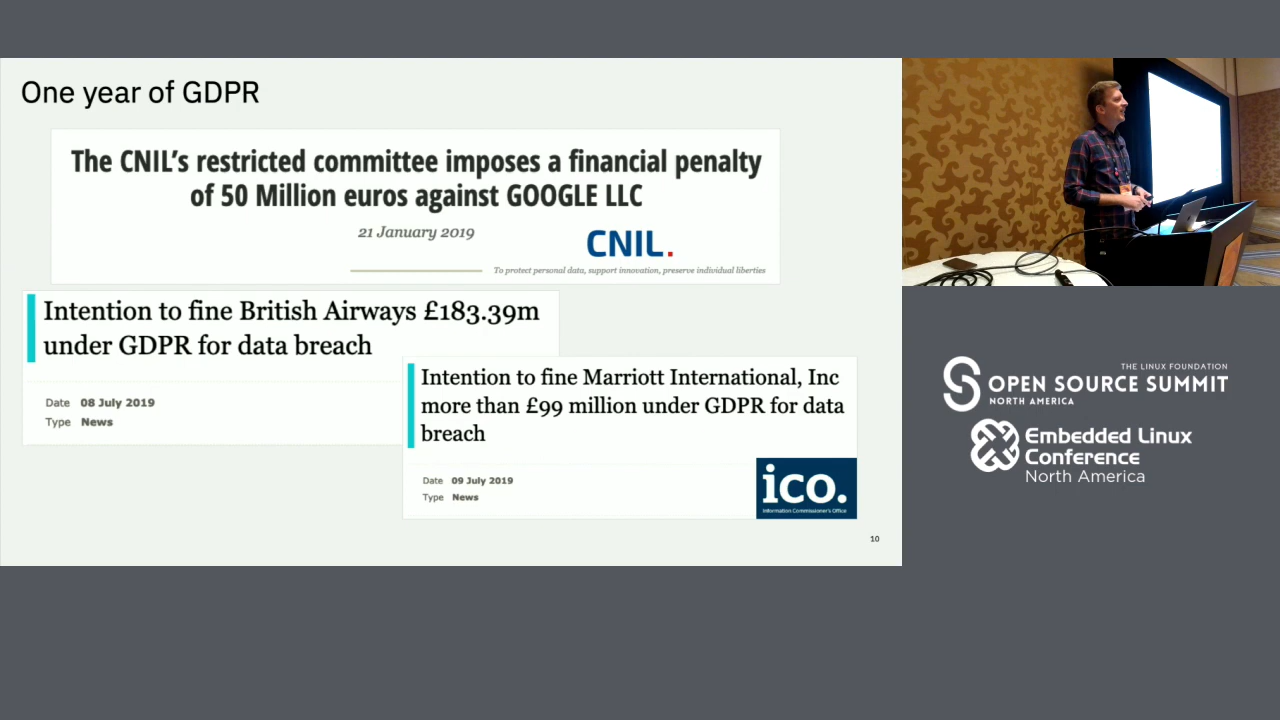 One year of GDPR
The CNIL's restricted committee imposes a financial penalty
of 50 Million euros against GOOGLE LLC
21 January 2019
CNIL.
To protect personal data, support innovation, preserve individual liberties
Intention to fine British Airways £183.39m
under GDPR for data breach
Date 08 July 2019
Type News
Intention to fine Marriott International, Inc
more than £99 million under GDPR for data
breach
Date 09 July 2019
Type News
ico.
Information Commissioner's Office
10
THE LINUX FOUNDATION
OPEN SOURCE SUMMIT
NORTH AMERICA
Embedded Linux
Conference
North America